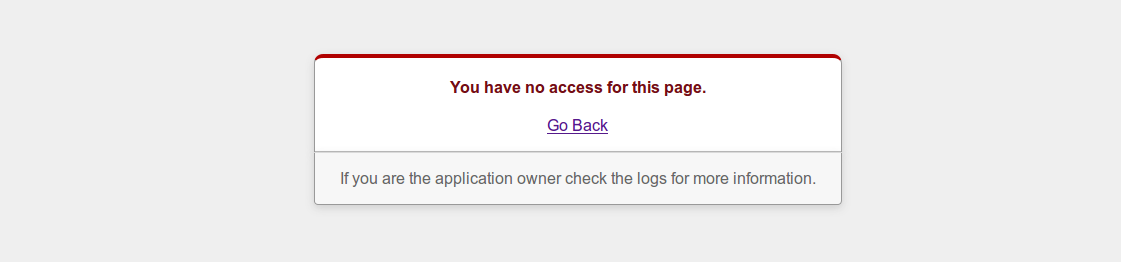 You have no access for this page.
Go Back
If you are the application owner check the logs for more information.